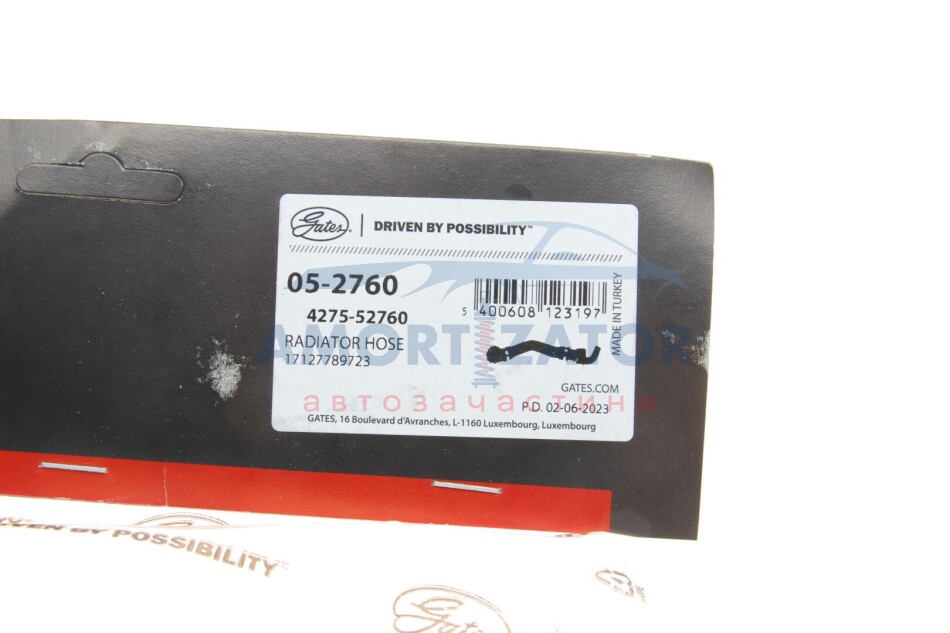 Gates® | DRIVEN BY POSSIBILITY™
05-2760
4275-52760
5 400608 123197
MADE IN TURKEY
AMORTIZATOR
RADIATOR HOSE
17127789723
GATES.COM
автозачастини
P.D. 02-06-2023
GATES, 16 Boulevard d'Avranches, L-1160 Luxembourg, Luxembourg
DRIVEN BY POSSIBILITY™
Gates